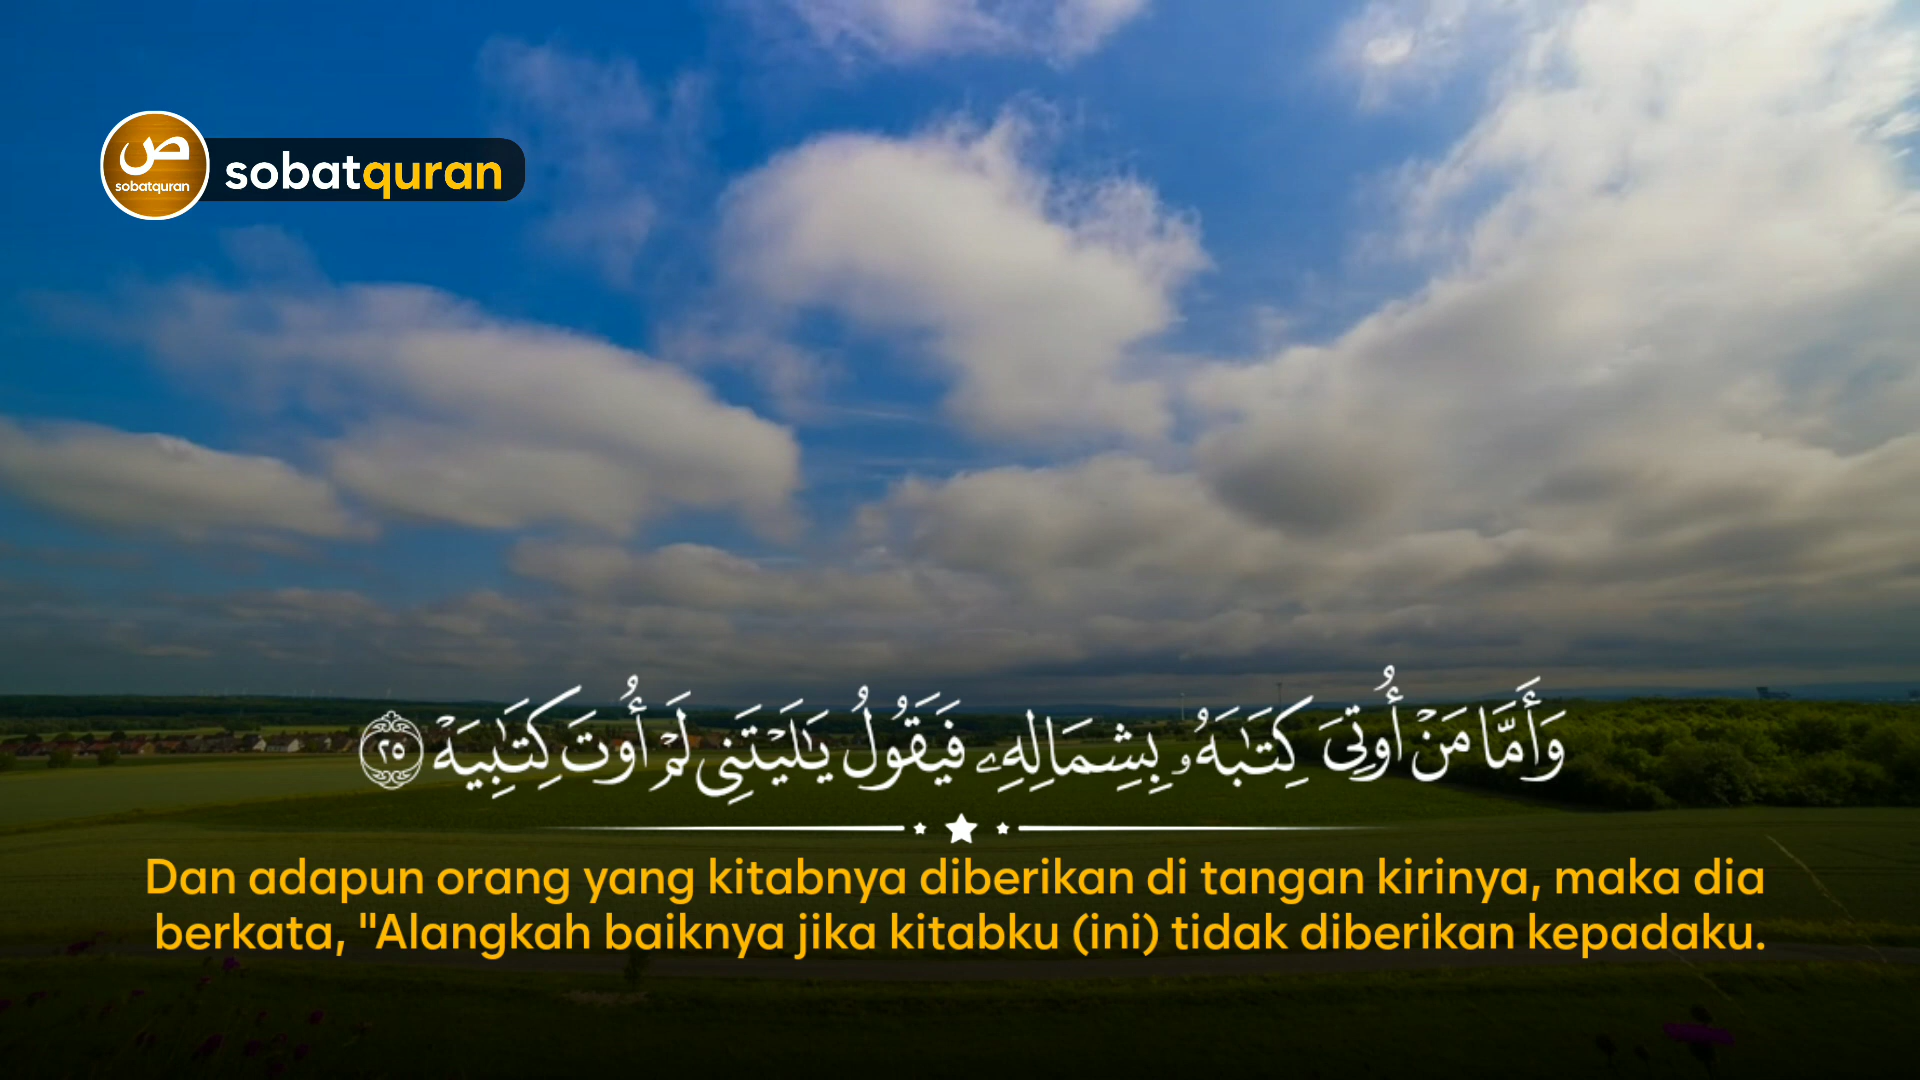 ص
sobatquran
sobatquran
وَأَمَّا مَنْ أُوتِىَ كِتَٰبَهُۥ بِشِمَالِهِۦ فَيَقُولُ يَٰلَيْتَنِى لَمْ أُوتَ كِتَٰبِيَهْ ٢٥
Dan adapun orang yang kitabnya diberikan di tangan kirinya, maka dia
berkata, "Alangkah baiknya jika kitabku (ini) tidak diberikan kepadaku.